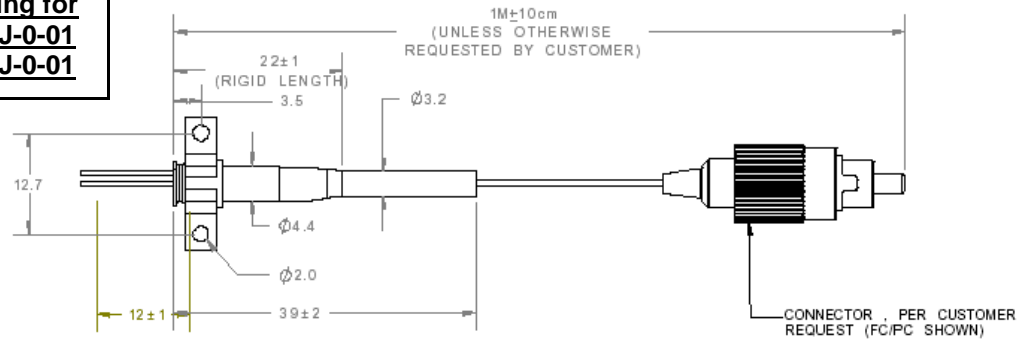 ing for
J-0-01
J-0-01
1M±10cm
(UNLESS OTHERWISE
REQUESTED BY CUSTOMER)
22±1
(RIGID LENGTH)
3.5
Ø3.2
12.7
Ø4.4
Ø2.0
12±1
39±2
CONNECTOR , PER CUSTOMER
REQUEST (FC/PC SHOWN)